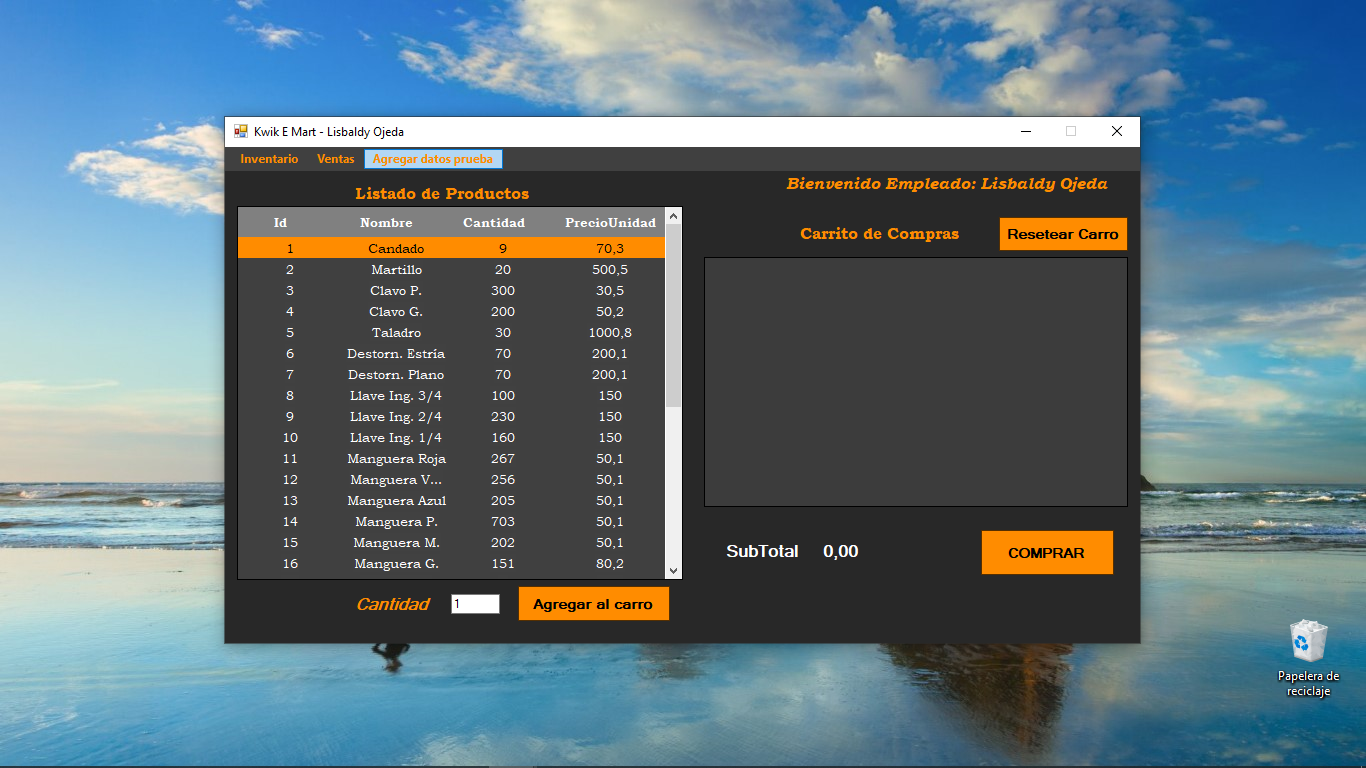 Kwik E Mart - Lisbaldy Ojeda
Inventario Ventas Agregar datos prueba
Listado de Productos
Id Nombre Cantidad PrecioUnidad
1 Candado 9 70,3
2 Martillo 20 500,5
3 Clavo P. 300 30,5
4 Clavo G. 200 50,2
5 Taladro 30 1000,8
6 Destorn. Estría 70 200,1
7 Destorn. Plano 70 200,1
8 Llave Ing. 3/4 100 150
9 Llave Ing. 2/4 230 150
10 Llave Ing. 1/4 160 150
11 Manguera Roja 267 50,1
12 Manguera V... 256 50,1
13 Manguera Azul 205 50,1
14 Manguera P. 703 50,1
15 Manguera M. 202 50,1
16 Manguera G. 151 80,2
Cantidad 1 Agregar al carro
Bienvenido Empleado: Lisbaldy Ojeda
Carrito de Compras Resetear Carro
SubTotal 0,00 COMPRAR
Papelera de
reciclaje